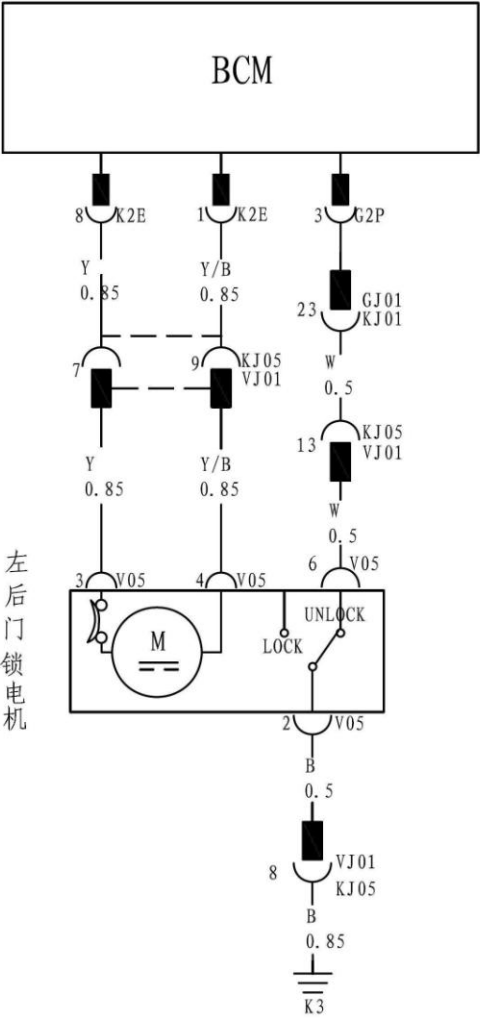 BCM
8 K2E 1 K2E 3 G2P
Y Y/B
0.85 0.85
23 GJ01
KJ01
7 9 KJ05
VJ01
W
0.5
13 KJ05
VJ01
Y Y/B
0.85 0.85
W
0.5
3 V05 4 V05 6 V05
左后门锁电机
M
LOCK
UNLOCK
2 V05
B
0.5
8 VJ01
KJ05
B
0.85
K3